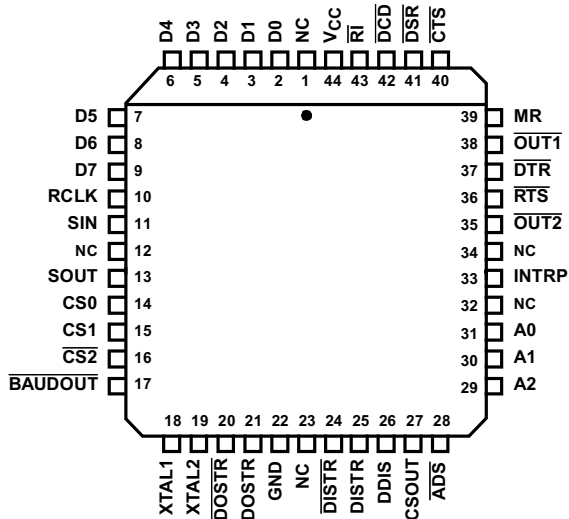 D4 D3 D2 D1 D0 NC VCC RI DCD DSR CTS
6 5 4 3 2 1 44 43 42 41 40
D5 7 39 MR
D6 8 38 OUT1
D7 9 37 DTR
RCLK 10 36 RTS
SIN 11 35 OUT2
NC 12 34 NC
SOUT 13 33 INTRP
CS0 14 32 NC
CS1 15 31 A0
CS2 16 30 A1
BAUDOUT 17 29 A2
18 19 20 21 22 23 24 25 26 27 28
XTAL1 XTAL2 DOSTR DOSTR GND NC DISTR DISTR DDIS CSOUT ADS